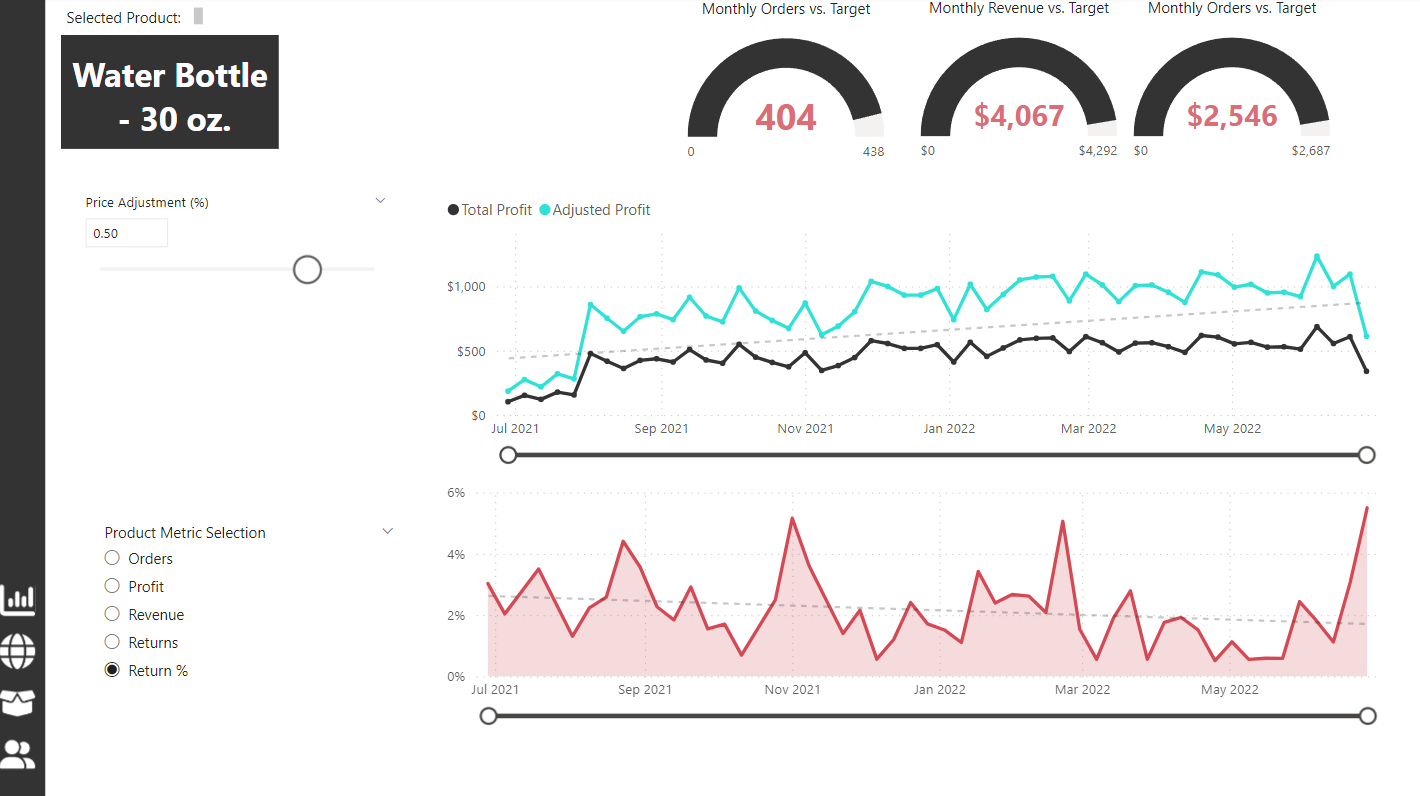 Selected Product:
Water Bottle
- 30 oz.
Monthly Orders vs. Target
404
0
438
Monthly Revenue vs. Target
$4,067
$0
$4,292
Monthly Orders vs. Target
$2,546
$0
$2,687
Price Adjustment (%)
0.50
Total Profit Adjusted Profit
$1,000
$500
$0
Jul 2021 Sep 2021 Nov 2021 Jan 2022 Mar 2022 May 2022
Product Metric Selection
Orders
Profit
Revenue
Returns
Return %
6%
4%
2%
0%
Jul 2021 Sep 2021 Nov 2021 Jan 2022 Mar 2022 May 2022